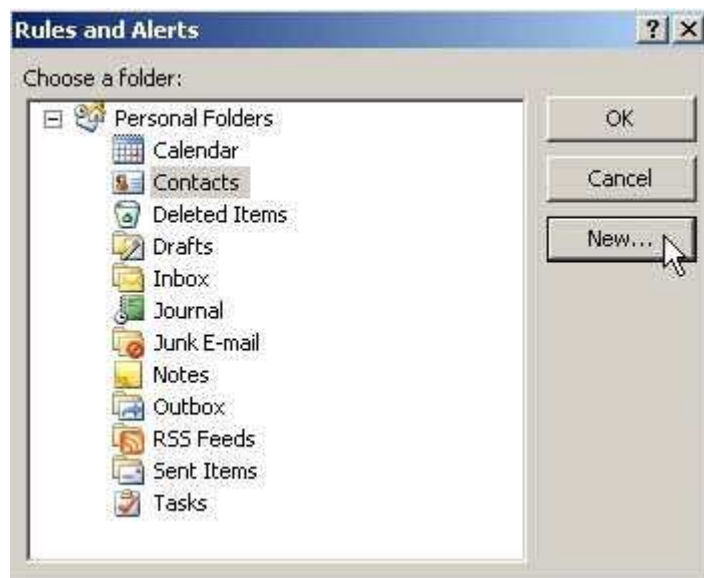 Rules and Alerts
Choose a folder:
Personal Folders
Calendar
Contacts
Deleted Items
Drafts
Inbox
Journal
Junk E-mail
Notes
Outbox
RSS Feeds
Sent Items
Tasks
OK
Cancel
New...